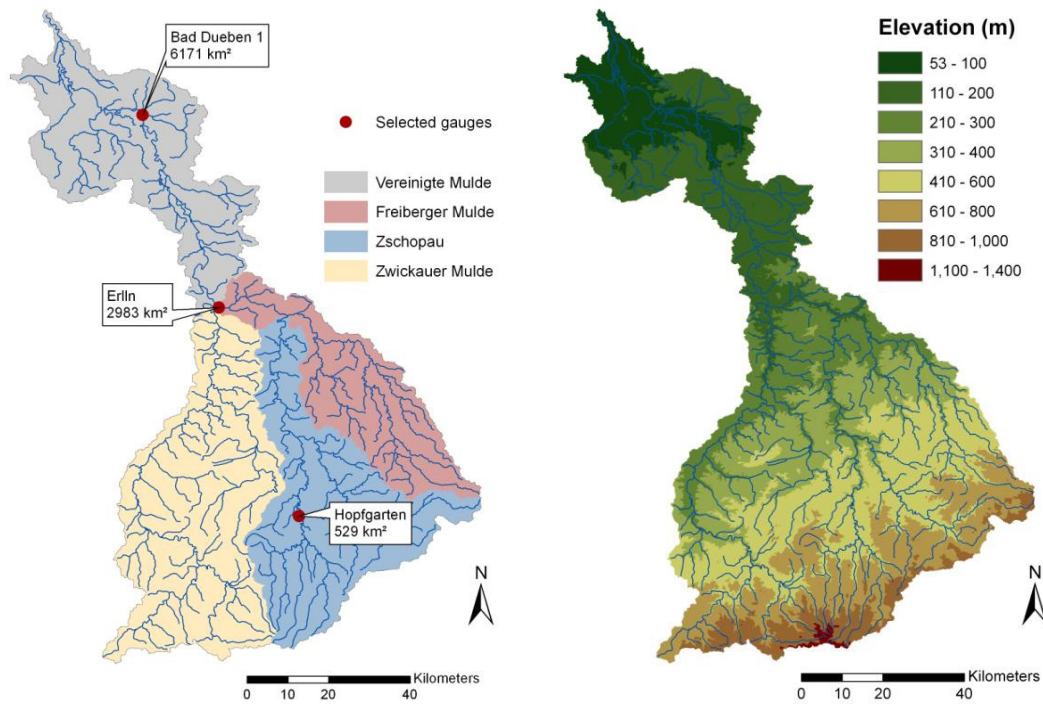 Bad Dueben 1
6171 km²
Selected gauges
Vereinigte Mulde
Freiberger Mulde
Zschopau
Zwickauer Mulde
Erlln
2983 km²
Hopfgarten
529 km²
N
Kilometers
0 10 20 40
Elevation (m)
53 - 100
110 - 200
210 - 300
310 - 400
410 - 600
610 - 800
810 - 1,000
1,100 - 1,400
N
Kilometers
0 10 20 40